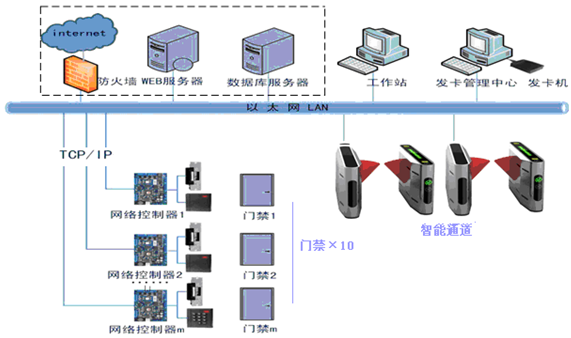 internet
防火墙
WEB服务器
数据库服务器
工作站
发卡管理中心
发卡机
以太网LAN
TCP/IP
网络控制器1
门禁1
智能通道
门禁×10
网络控制器2
门禁2
网络控制器m
门禁m